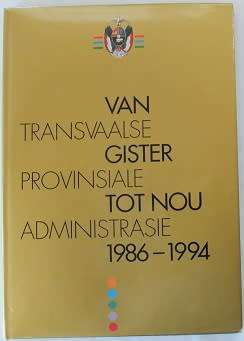 VAN
TRANSVAALSE
GISTER
PROVINSIALE
TOT NOU
ADMINISTRASIE
1986–1994